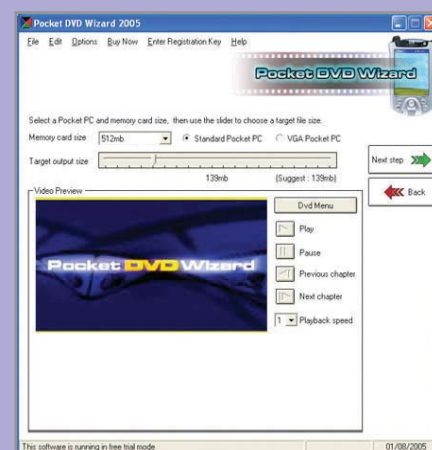 Pocket DVD Wizard 2005
File Edit Options Buy Now Enter Registration Key Help
Pocket DVD Wizard
Select a Pocket PC and memory card size, then use the slider to choose a target file size.
Memory card size 512mb Standard Pocket PC VGA Pocket PC
Target output size
139mb (Suggest : 139mb)
Next step
Back
Video Preview
Pocket DVD Wizard
Dvd Menu
Play
Pause
Previous chapter
Next chapter
1 Playback speed
This software is running in free trial mode 01/08/2005